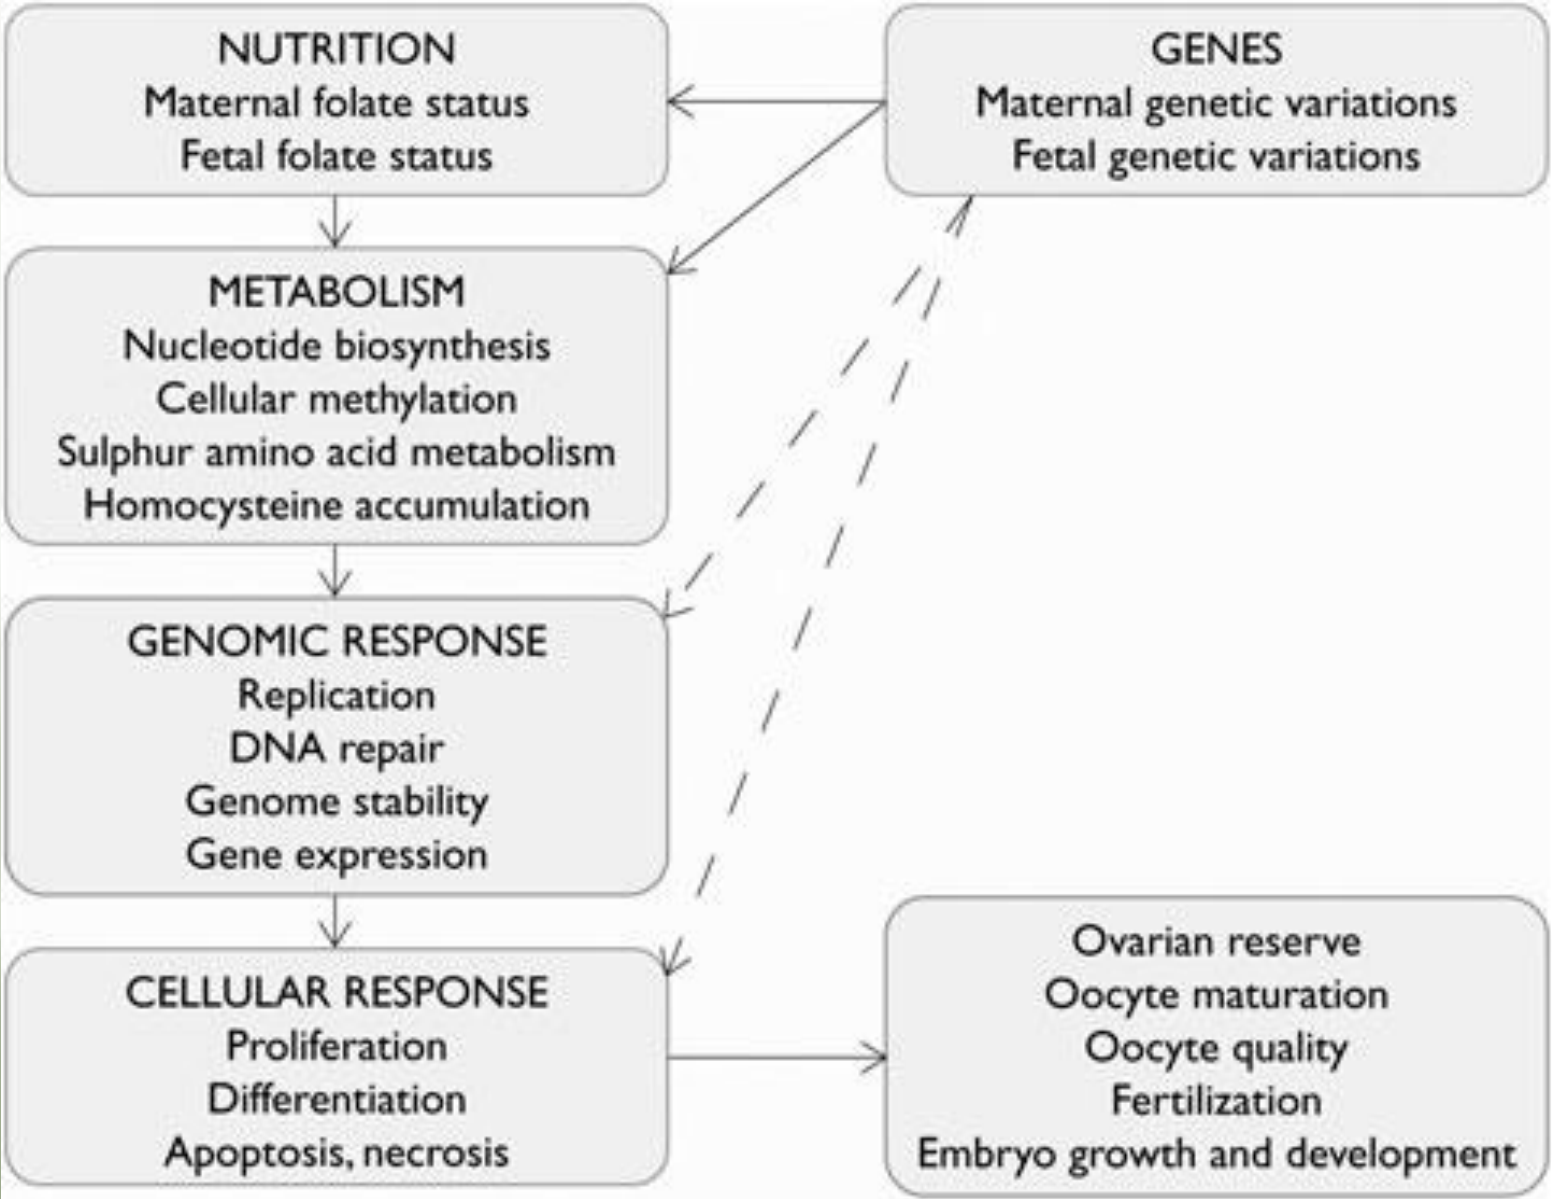 NUTRITION
Maternal folate status
Fetal folate status
GENES
Maternal genetic variations
Fetal genetic variations
METABOLISM
Nucleotide biosynthesis
Cellular methylation
Sulphur amino acid metabolism
Homocysteine accumulation
GENOMIC RESPONSE
Replication
DNA repair
Genome stability
Gene expression
CELLULAR RESPONSE
Proliferation
Differentiation
Apoptosis, necrosis
Ovarian reserve
Oocyte maturation
Oocyte quality
Fertilization
Embryo growth and development